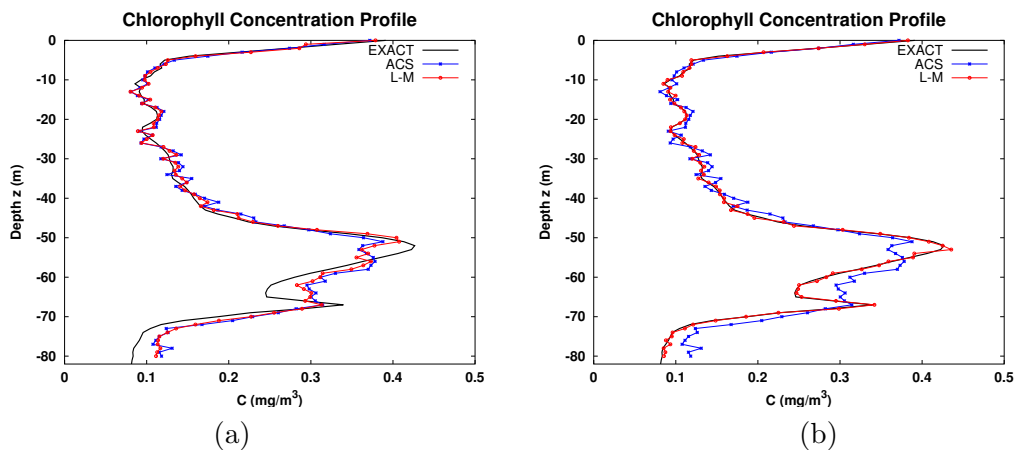 Chlorophyll Concentration Profile
EXACT
ACS
L-M
0
-10
-20
-30
-40
-50
-60
-70
-80
Depth z (m)
0
0.1
0.2
0.3
0.4
0.5
C (mg/m³)
(a)
Chlorophyll Concentration Profile
EXACT
ACS
L-M
0
-10
-20
-30
-40
-50
-60
-70
-80
Depth z (m)
0
0.1
0.2
0.3
0.4
0.5
C (mg/m³)
(b)